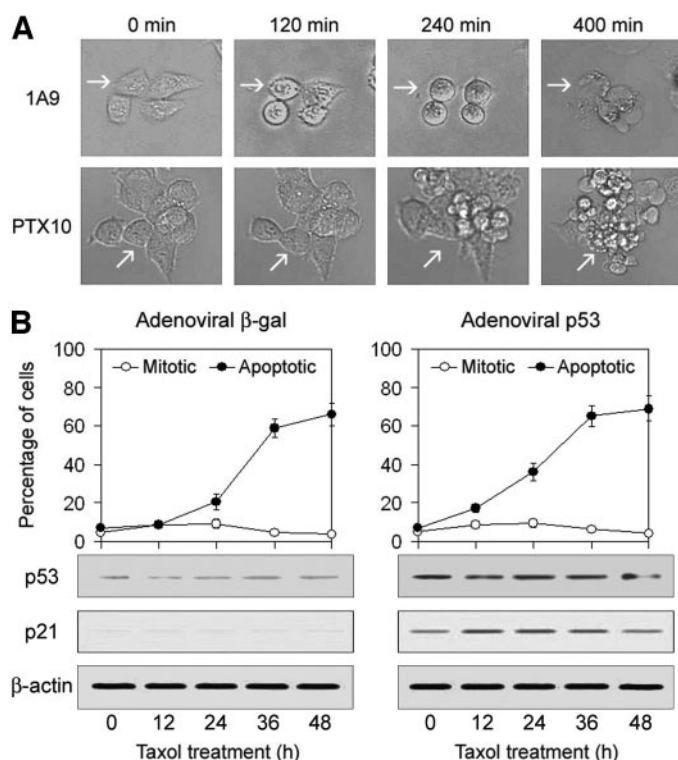 A
0 min 120 min 240 min 400 min
1A9
PTX10
B
Adenoviral β-gal Adenoviral p53
Percentage of cells
100
80
60
40
20
0
Mitotic Apoptotic
100
80
60
40
20
0
Mitotic Apoptotic
p53
p21
β-actin
0 12 24 36 48
0 12 24 36 48
Taxol treatment (h) Taxol treatment (h)